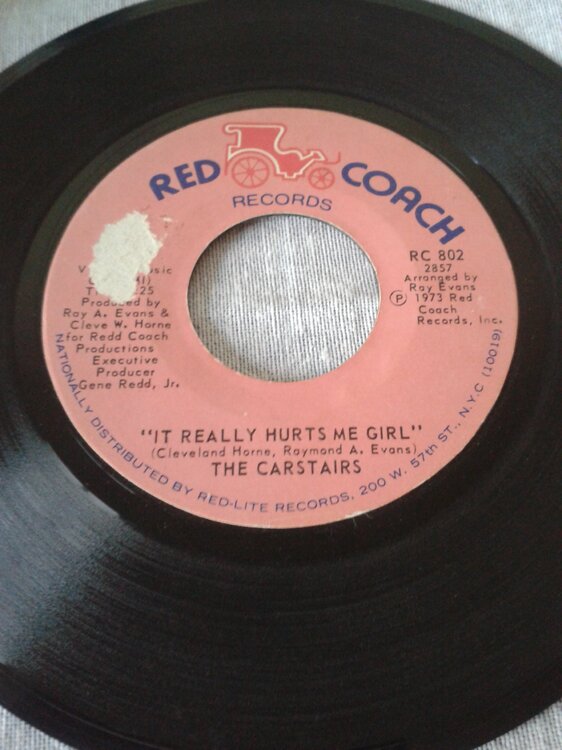 RED COACH
RECORDS
Produced by
Ray A. Evans &
Cleve W. Horne
for Redd Coach
Productions
Executive
Producer
Gene Redd, Jr.
RC 802
2857
Arranged by
Ray Evans
Ⓟ 1973 Red
Coach
Records, Inc.
"IT REALLY HURTS ME GIRL"
(Cleveland Horne, Raymond A. Evans)
THE CARSTAIRS
NATIONALLY DISTRIBUTED BY RED-LITE RECORDS, 200 W. 57th ST., N.Y.C (10019)